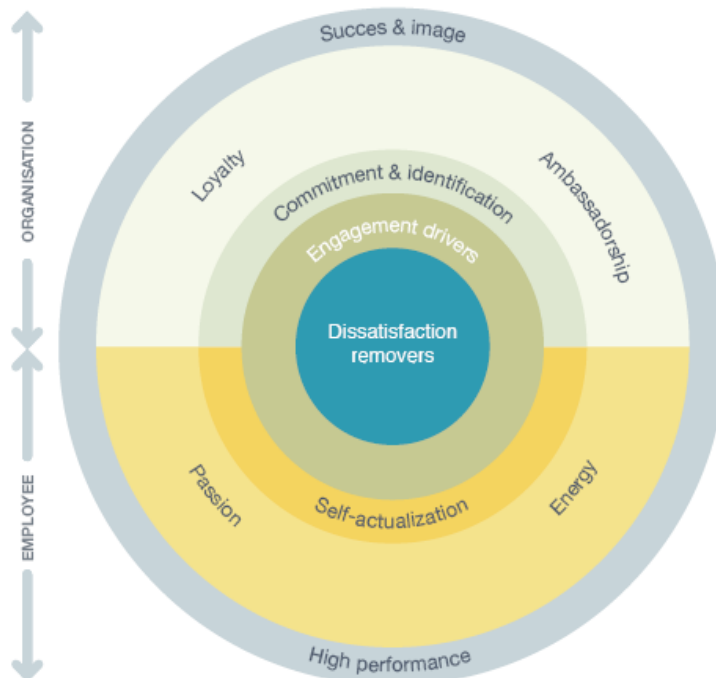 Succes & image
ORGANISATION
Loyalty
Ambassadorship
Commitment & identification
Engagement drivers
Dissatisfaction
removers
EMPLOYEE
Passion
Self-actualization
Energy
High performance